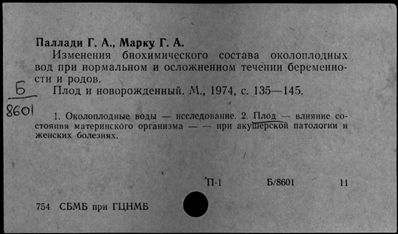 Паллади Г. А., Марку Г. А.
Изменения биохимического состава околоплодных
вод при нормальном и осложненном течении беременно-
сти и родов.
Плод и новорожденный. М., 1974, с. 135—145.
Б
8601
1. Околоплодные воды — исследование. 2. Плод — влияние со-
стояния материнского организма — — при акушерской патологии и
женских болезнях.
П-1 Б/8601 11
754 СБМБ при ГЦНМБ